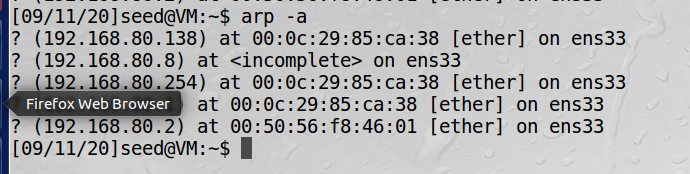 [09/11/20]seed@VM:~$ arp -a
? (192.168.80.138) at 00:0c:29:85:ca:38 [ether] on ens33
? (192.168.80.8) at <incomplete> on ens33
? (192.168.80.254) at 00:0c:29:85:ca:38 [ether] on ens33
Firefox Web Browser ) at 00:0c:29:85:ca:38 [ether] on ens33
? (192.168.80.2) at 00:50:56:f8:46:01 [ether] on ens33
[09/11/20]seed@VM:~$